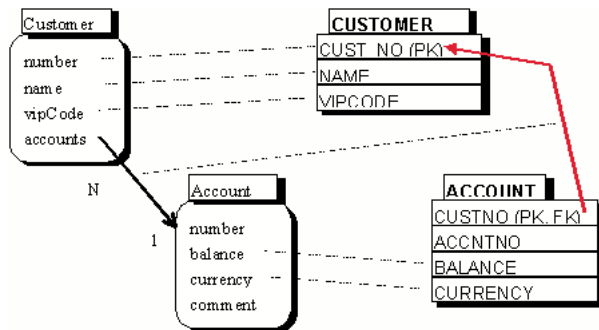 Customer
number
name
vipCode
accounts
CUSTOMER
CUST_NO (PK)
NAME
VIPCODE
N
1
Account
number
balance
currency
comment
ACCOUNT
CUSTNO (PK, FK)
ACCNTNO
BALANCE
CURRENCY